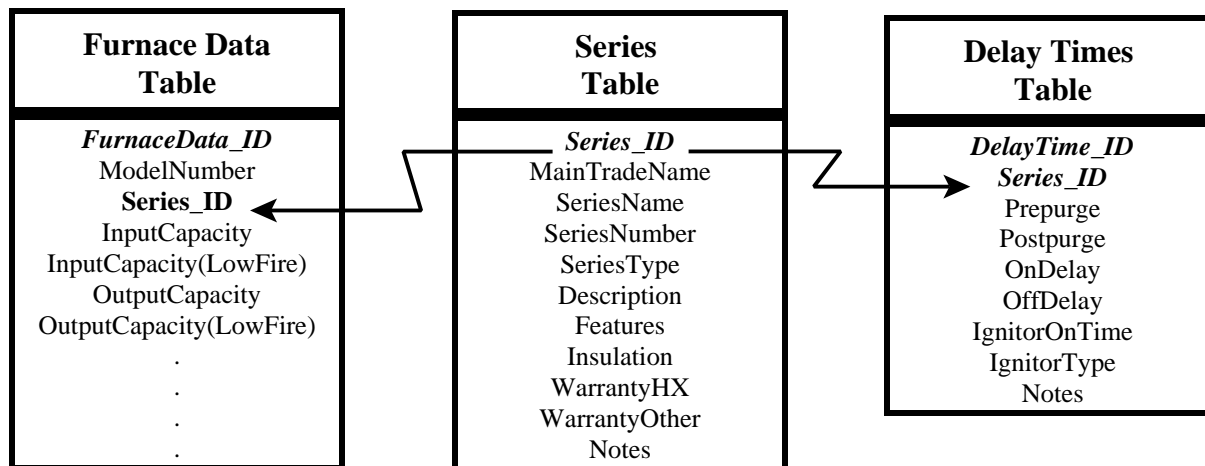 Furnace Data
Table
FurnaceData_ID
ModelNumber
Series_ID
InputCapacity
InputCapacity(LowFire)
OutputCapacity
OutputCapacity(LowFire)
.
.
.
.
Series
Table
Series_ID
MainTradeName
SeriesName
SeriesNumber
SeriesType
Description
Features
Insulation
WarrantyHX
WarrantyOther
Notes
Delay Times
Table
DelayTime_ID
Series_ID
Prepurge
Postpurge
OnDelay
OffDelay
IgnitorOnTime
IgnitorType
Notes